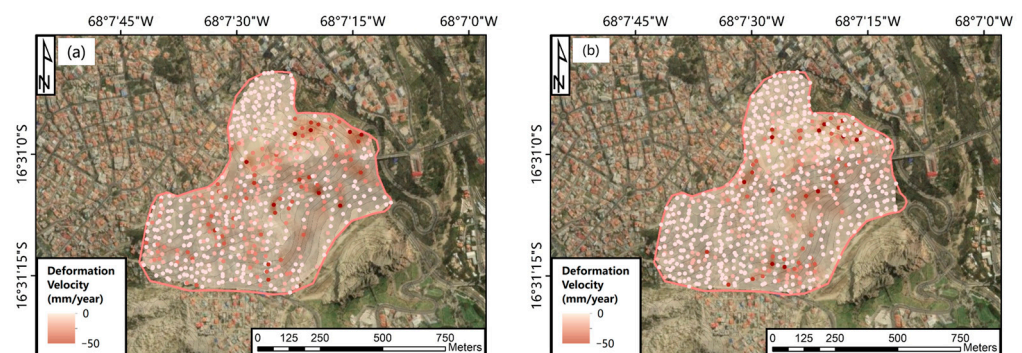 68°7'45"W 68°7'30"W 68°7'15"W 68°7'0"W
68°7'45"W 68°7'30"W 68°7'15"W 68°7'0"W
N
(a)
N
(b)
16°31'0"S
16°31'0"S
16°31'15"S
16°31'15"S
Deformation
Velocity
(mm/year)
0
−50
0 125 250 500 750
Meters
Deformation
Velocity
(mm/year)
0
−50
0 125 250 500 750
Meters